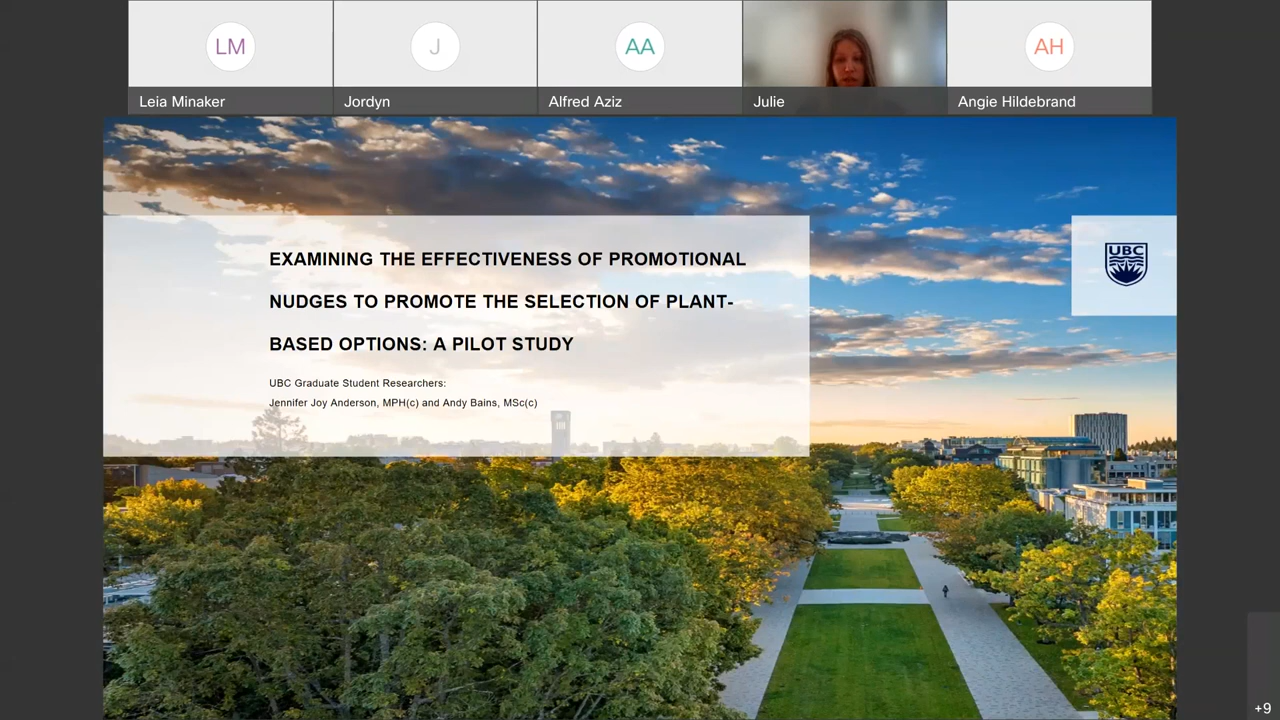 LM
J
AA
AH
Leia Minaker
Jordyn
Alfred Aziz
Julie
Angie Hildebrand
EXAMINING THE EFFECTIVENESS OF PROMOTIONAL
NUDGES TO PROMOTE THE SELECTION OF PLANT-
BASED OPTIONS: A PILOT STUDY
UBC Graduate Student Researchers:
Jennifer Joy Anderson, MPH(c) and Andy Bains, MSc(c)
UBC
+9